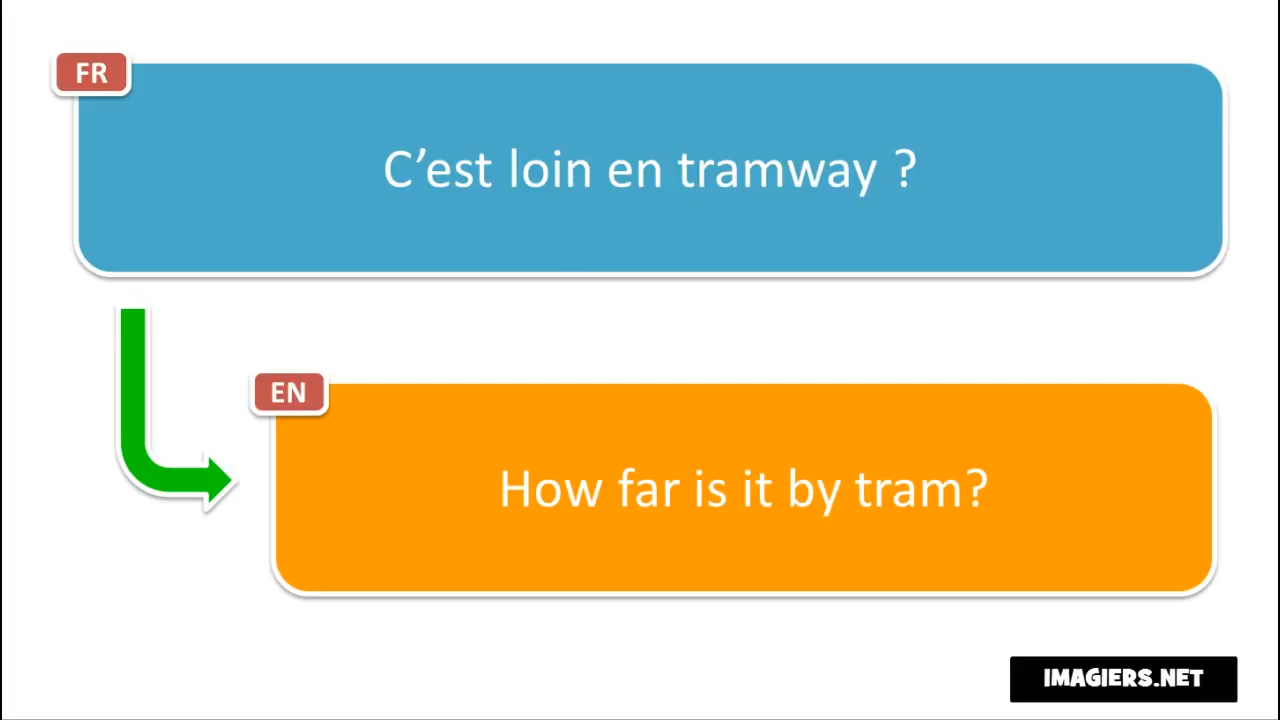 FR
C’est loin en tramway ?
EN
How far is it by tram?
IMAGIERS.NET